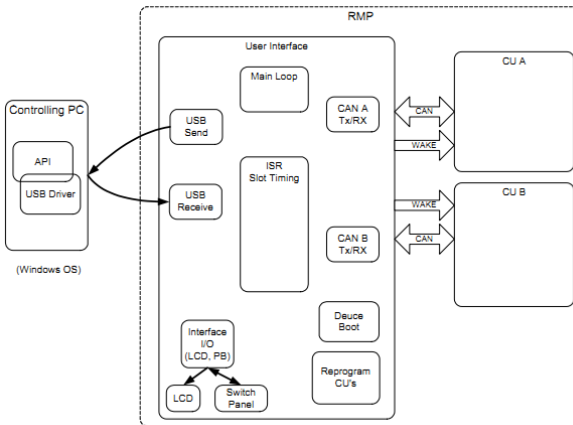 RMP
User Interface
CU A
Main Loop
Controlling PC
USB
Send
CAN A
Tx/RX
CAN
API
WAKE
ISR
Slot Timing
USB Driver
USB
Receive
CU B
WAKE
(Windows OS)
CAN B
Tx/RX
CAN
Deuce
Boot
Interface
I/O
(LCD, PB)
Reprogram
CU's
LCD
Switch
Panel